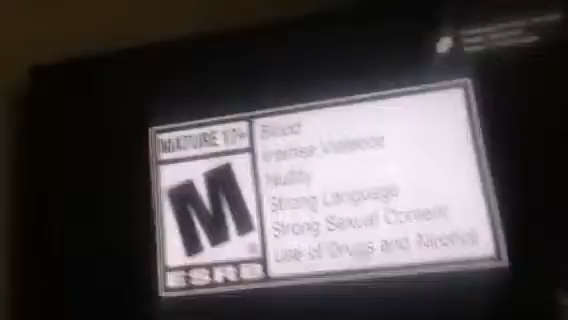 MATURE 17+
M
®
ESRB
Blood
Intense Violence
Nudity
Strong Language
Strong Sexual Content
Use of Drugs and Alcohol